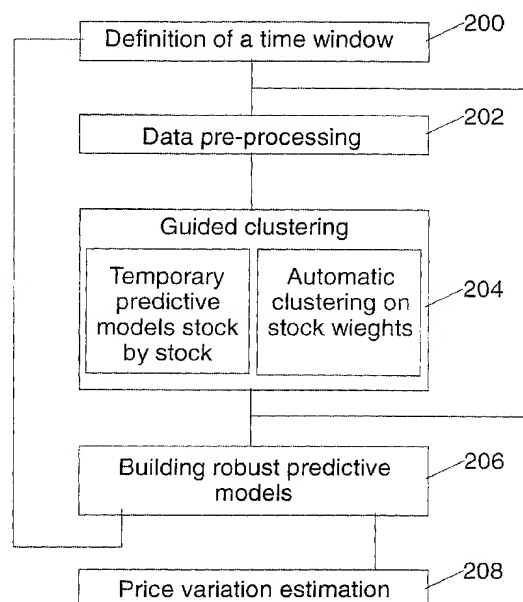 Definition of a time window
200
Data pre-processing
202
Guided clustering
Temporary
predictive
models stock
by stock
Automatic
clustering on
stock wieghts
204
Building robust predictive
models
206
Price variation estimation
208